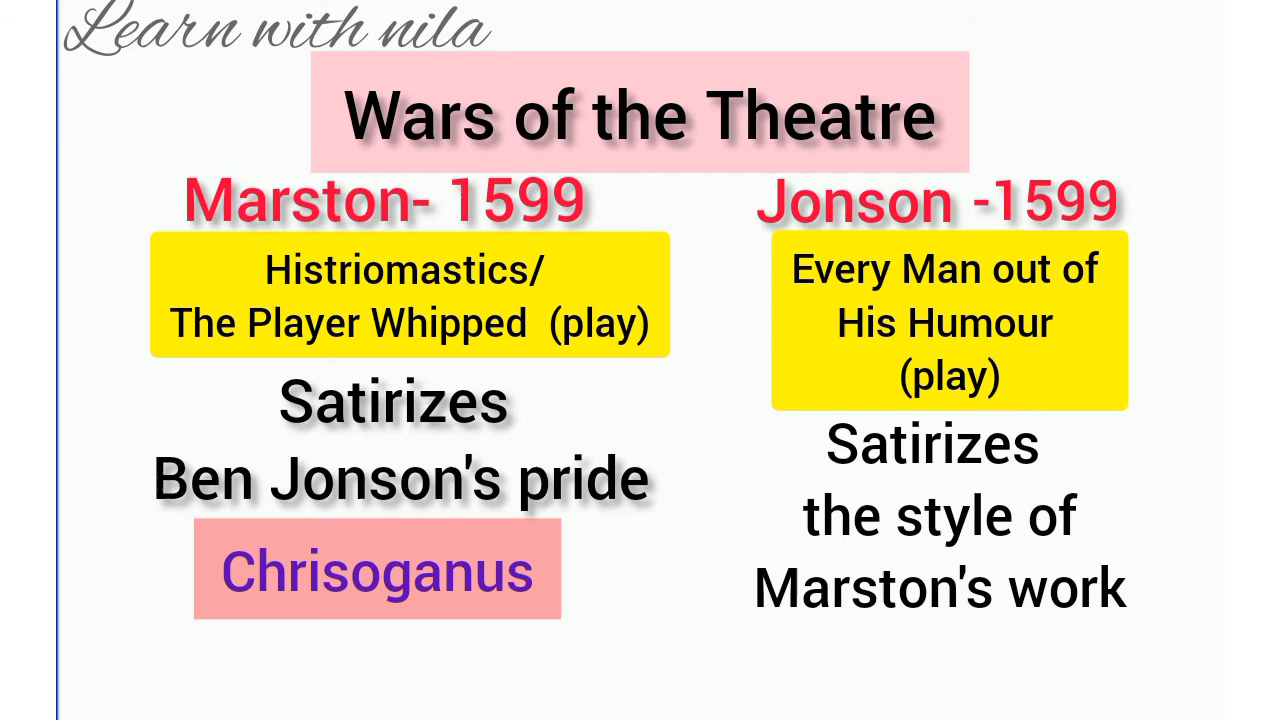 Learn with nila
Wars of the Theatre
Marston- 1599
Histriomastics/
The Player Whipped (play)
Satirizes
Ben Jonson's pride
Chrisoganus
Jonson -1599
Every Man out of
His Humour
(play)
Satirizes
the style of
Marston's work